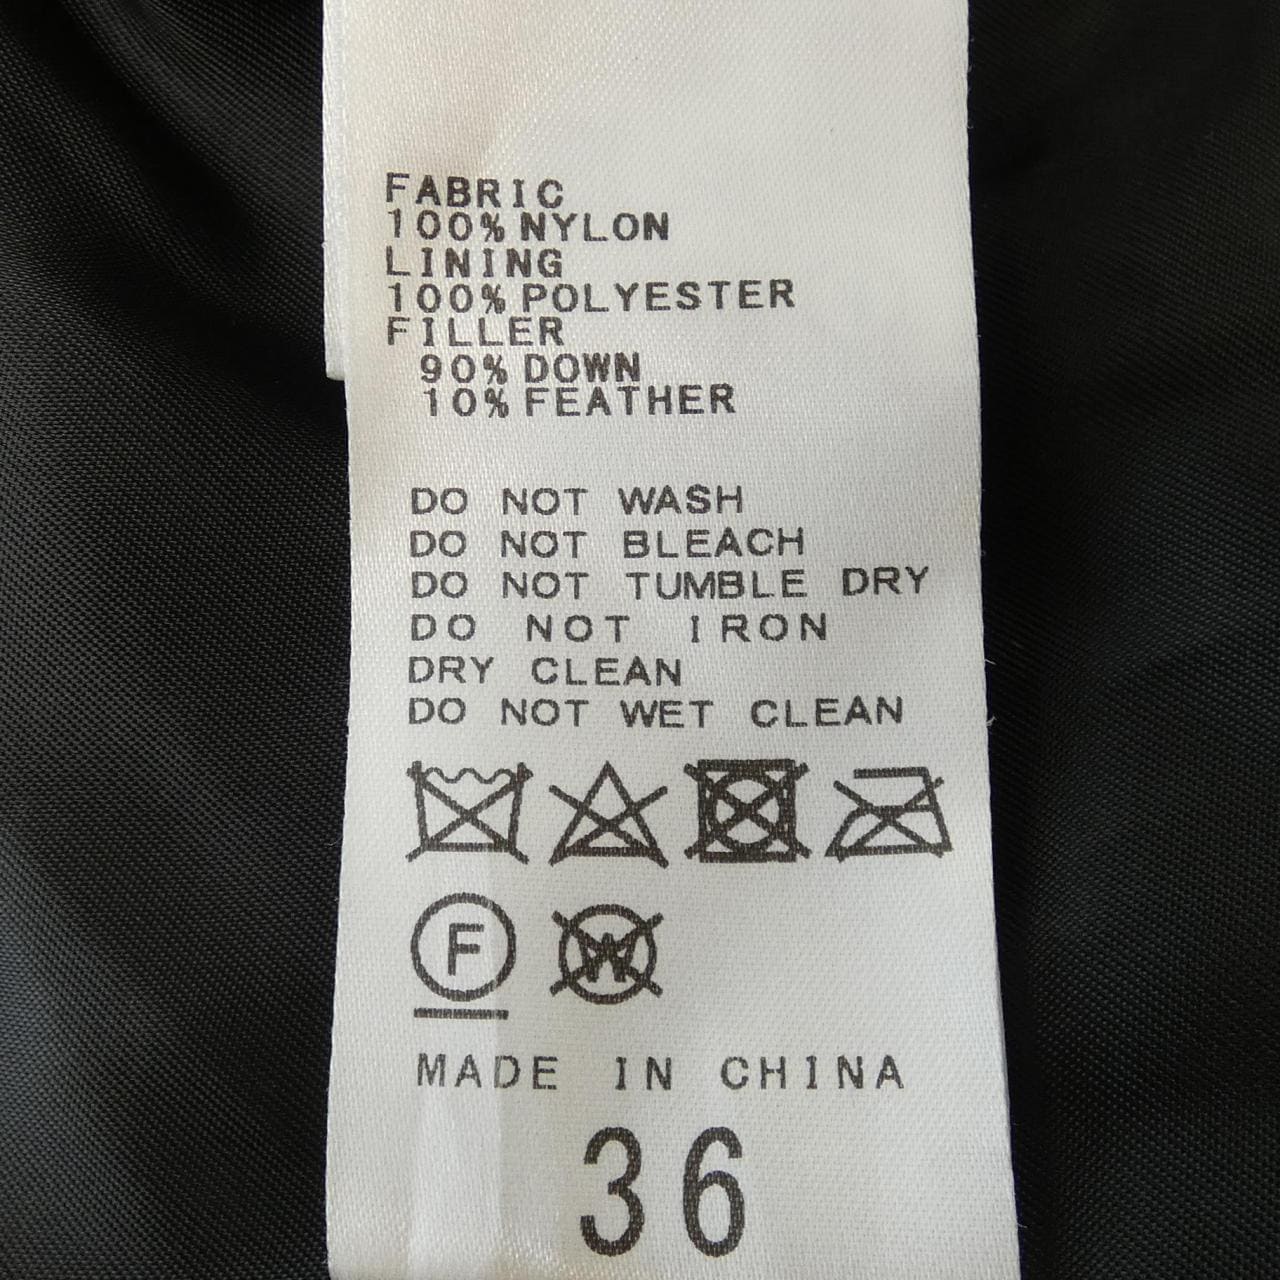 FABRIC
100% NYLON
LINING
100% POLYESTER
FILLER
90% DOWN
10% FEATHER
DO NOT WASH
DO NOT BLEACH
DO NOT TUMBLE DRY
DO NOT IRON
DRY CLEAN
DO NOT WET CLEAN
F W
MADE IN CHINA
36